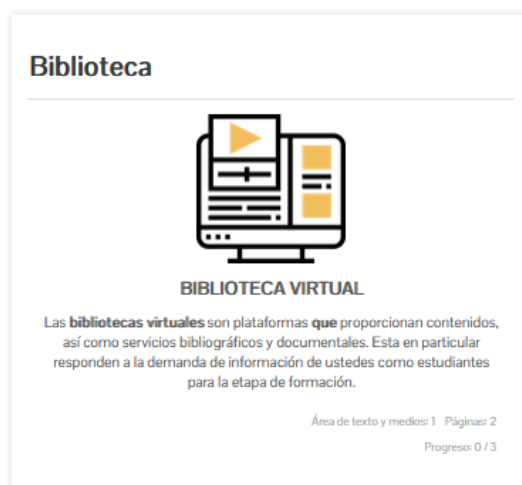 Biblioteca
BIBLIOTECA VIRTUAL
Las bibliotecas virtuales son plataformas que proporcionan contenidos,
así como servicios bibliográficos y documentales. Esta en particular
responden a la demanda de información de ustedes como estudiantes
para la etapa de formación.
Área de texto y medios: 1 Páginas: 2
Progreso: 0 / 3